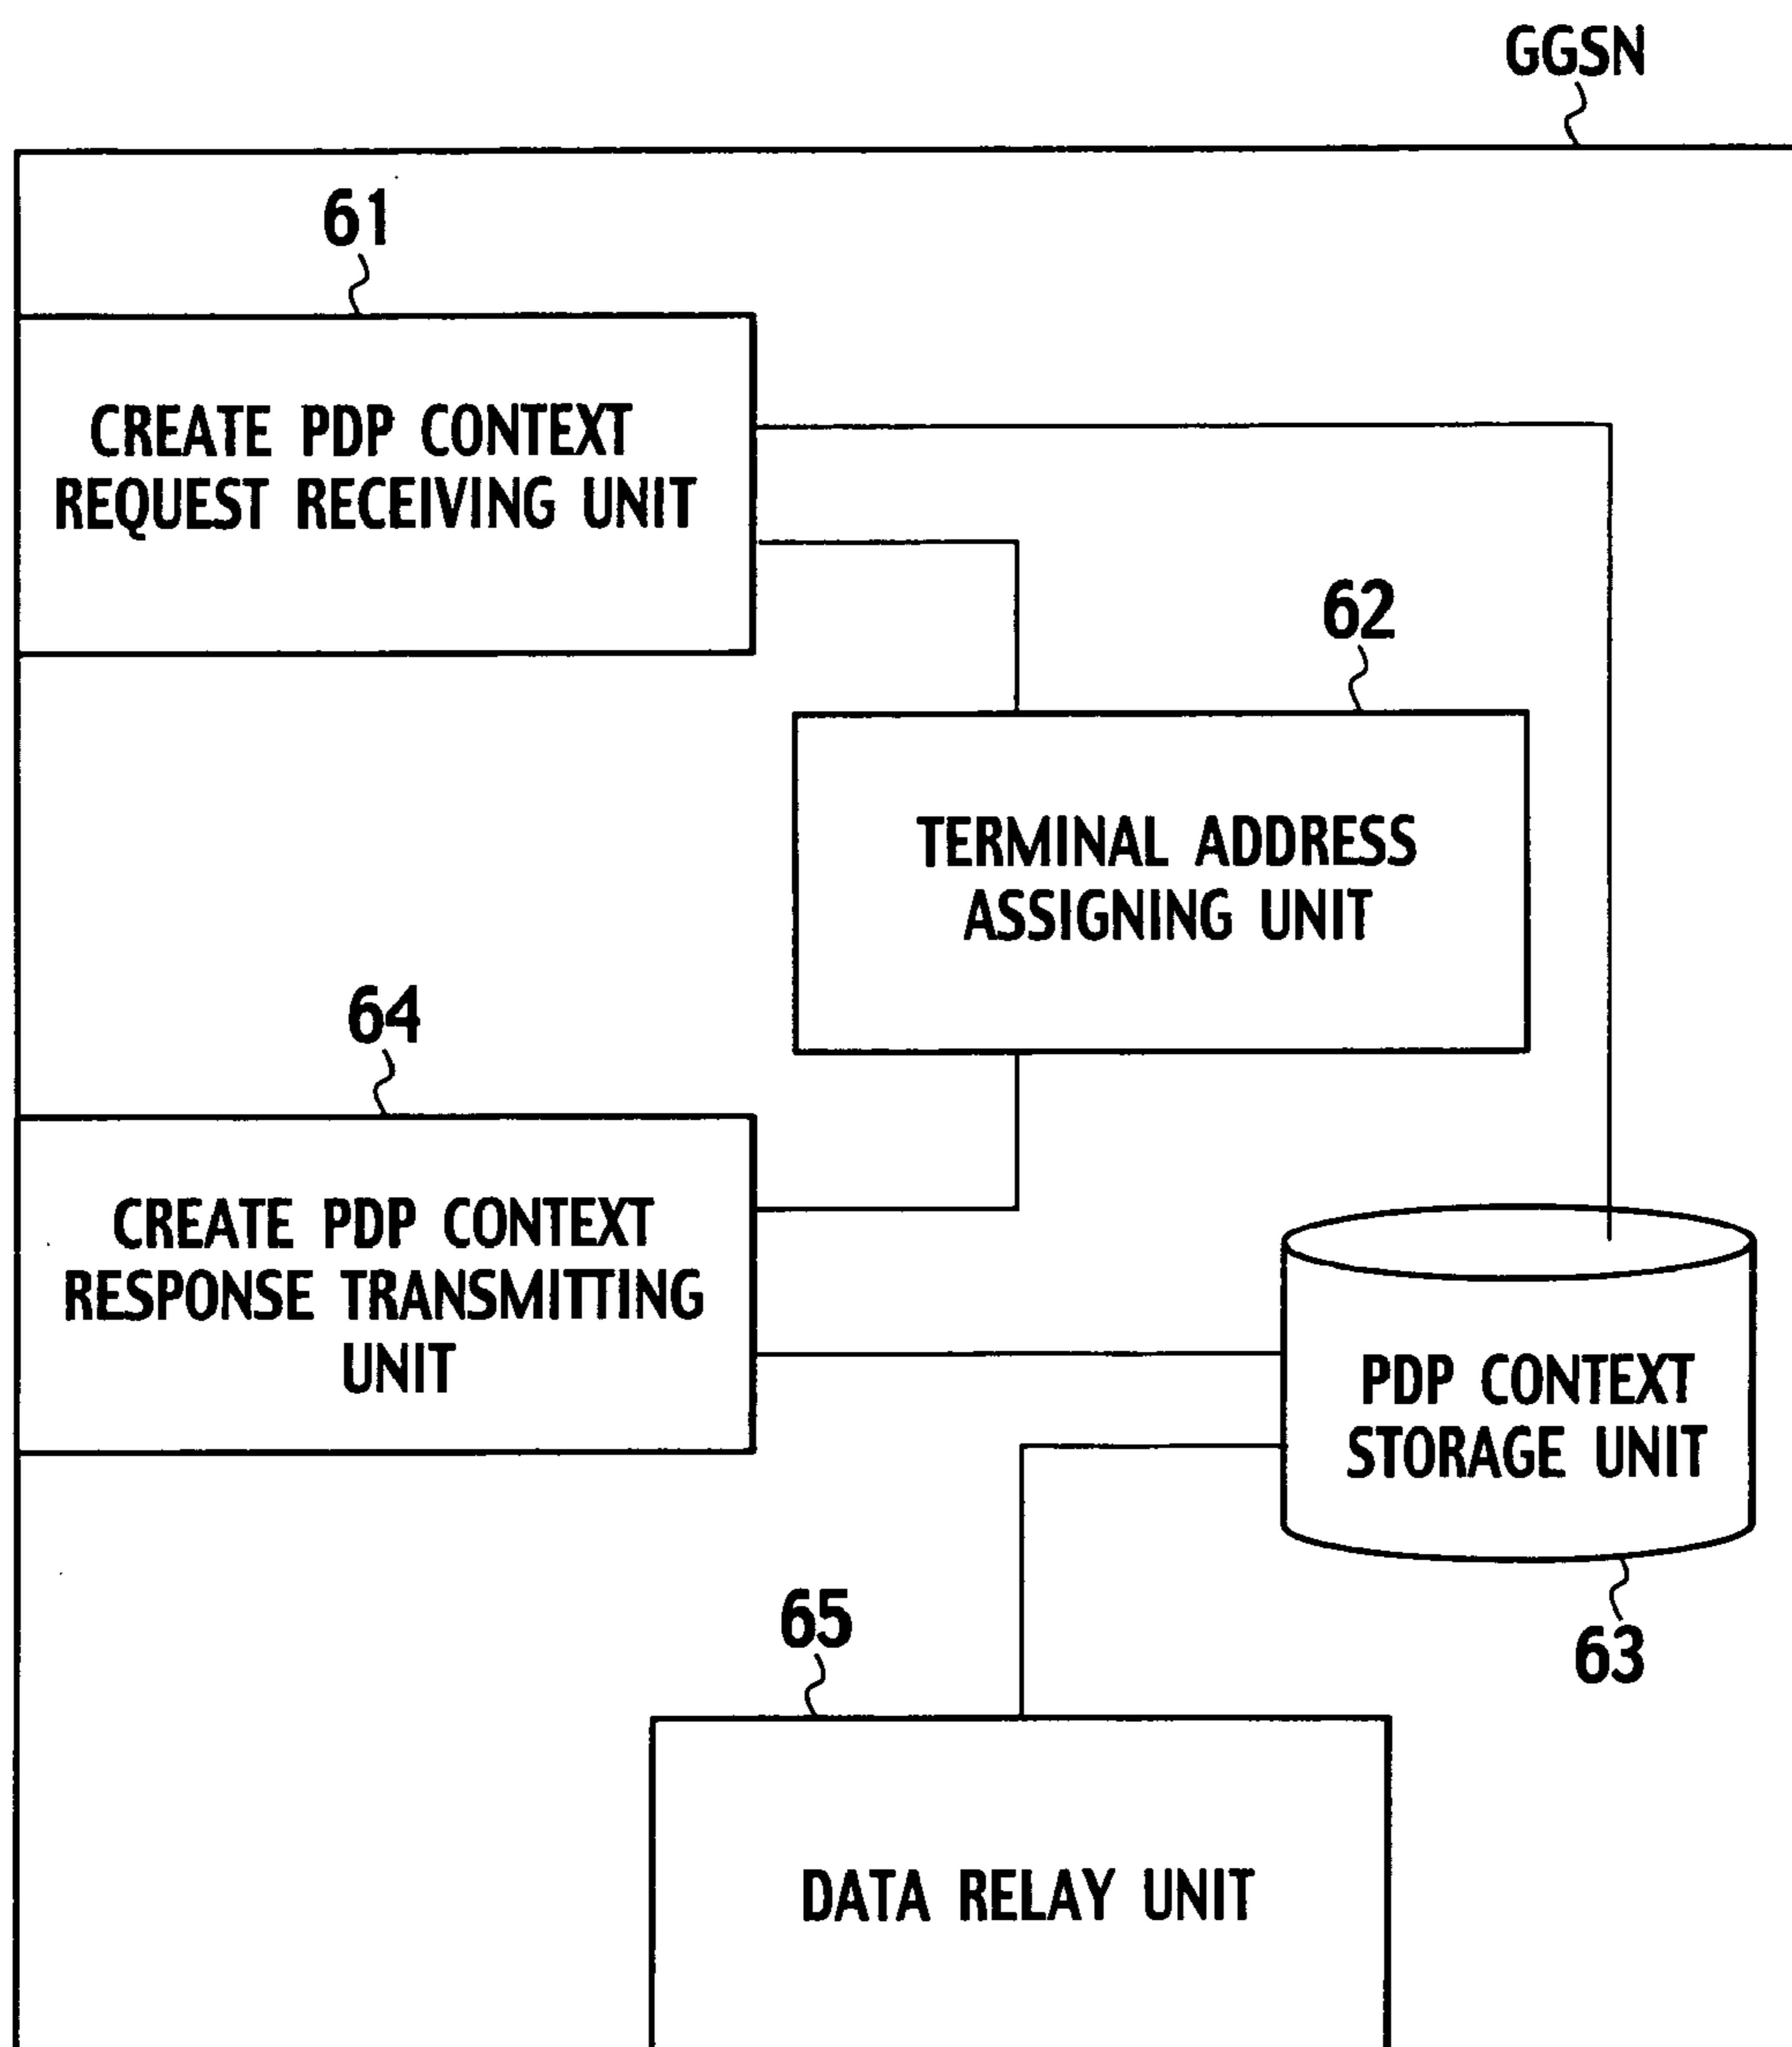 GGSN
61
CREATE PDP CONTEXT
REQUEST RECEIVING UNIT
62
TERMINAL ADDRESS
ASSIGNING UNIT
64
CREATE PDP CONTEXT
RESPONSE TRANSMITTING
UNIT
PDP CONTEXT
STORAGE UNIT
63
65
DATA RELAY UNIT